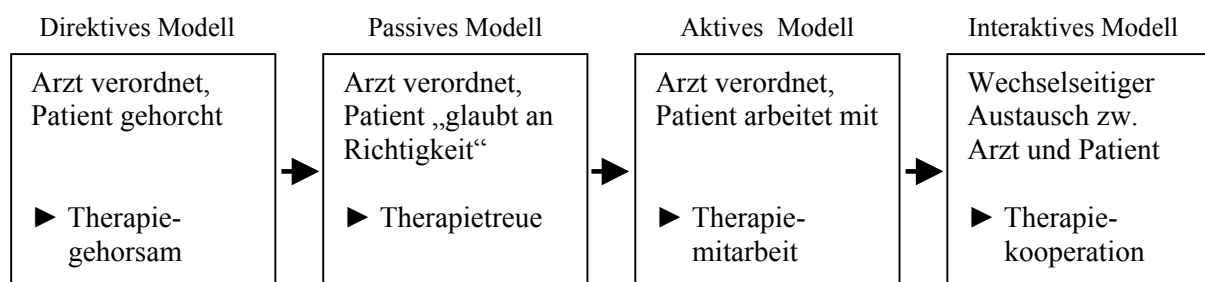 Direktives Modell
Arzt verordnet,
Patient gehorcht
► Therapie-
gehorsam
Passives Modell
Arzt verordnet,
Patient „glaubt an
Richtigkeit“
► Therapietreue
Aktives Modell
Arzt verordnet,
Patient arbeitet mit
► Therapie-
mitarbeit
Interaktives Modell
Wechselseitiger
Austausch zw.
Arzt und Patient
► Therapie-
kooperation